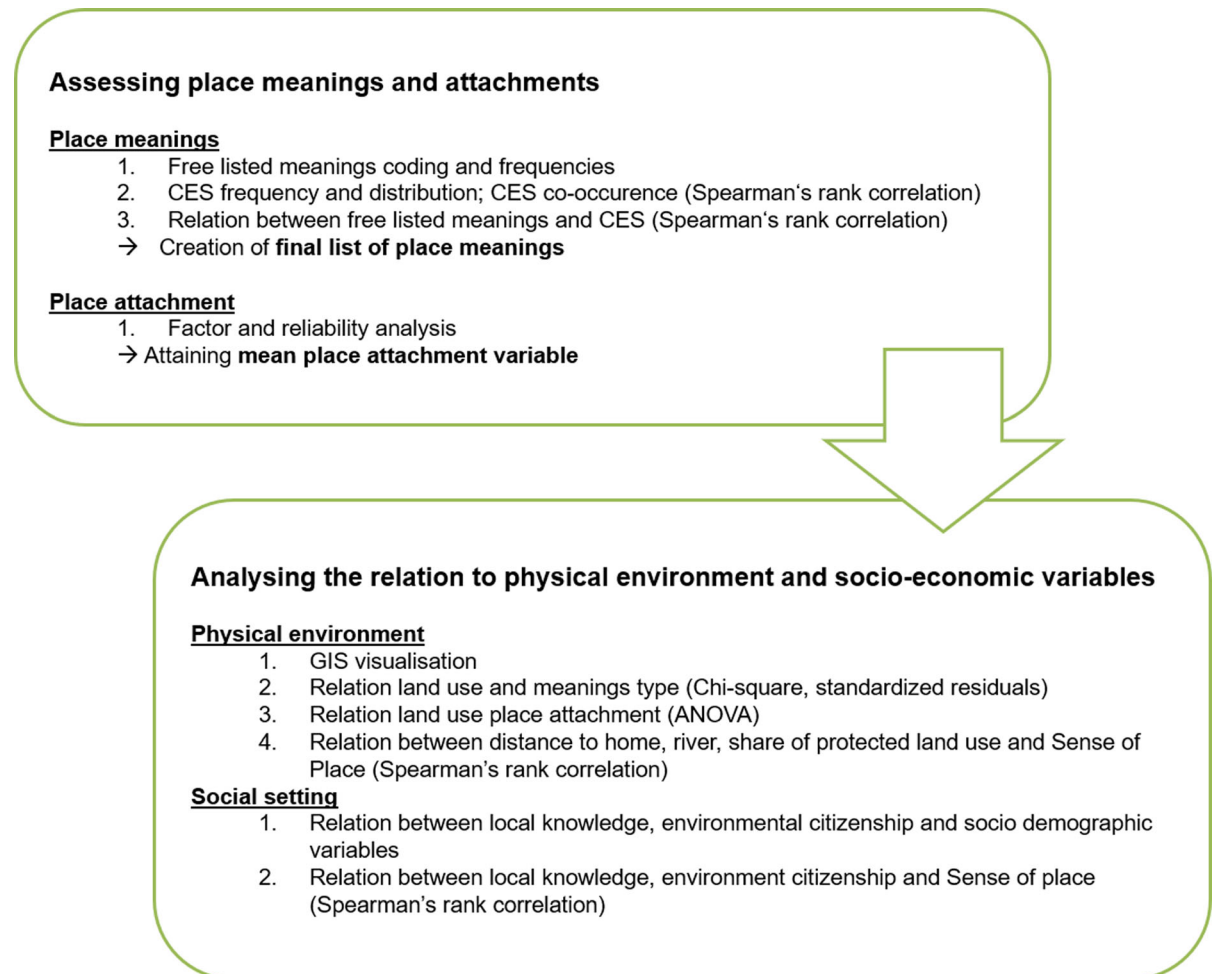 Assessing place meanings and attachments
Place meanings
1. Free listed meanings coding and frequencies
2. CES frequency and distribution; CES co-occurence (Spearman‘s rank correlation)
3. Relation between free listed meanings and CES (Spearman‘s rank correlation)
→ Creation of final list of place meanings
Place attachment
1. Factor and reliability analysis
→ Attaining mean place attachment variable
Analysing the relation to physical environment and socio-economic variables
Physical environment
1. GIS visualisation
2. Relation land use and meanings type (Chi-square, standardized residuals)
3. Relation land use place attachment (ANOVA)
4. Relation between distance to home, river, share of protected land use and Sense of
Place (Spearman’s rank correlation)
Social setting
1. Relation between local knowledge, environmental citizenship and socio demographic
variables
2. Relation between local knowledge, environment citizenship and Sense of place
(Spearman’s rank correlation)